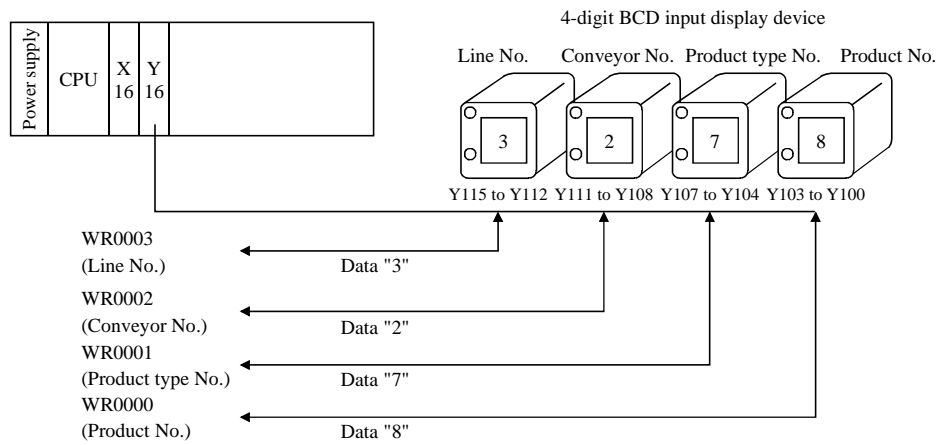 4-digit BCD input display device
Power supply
CPU
X
16
Y
16
Line No.
Conveyor No.
Product type No.
Product No.
3
2
7
8
Y115 to Y112
Y111 to Y108
Y107 to Y104
Y103 to Y100
WR0003
(Line No.)
Data "3"
WR0002
(Conveyor No.)
Data "2"
WR0001
(Product type No.)
Data "7"
WR0000
(Product No.)
Data "8"